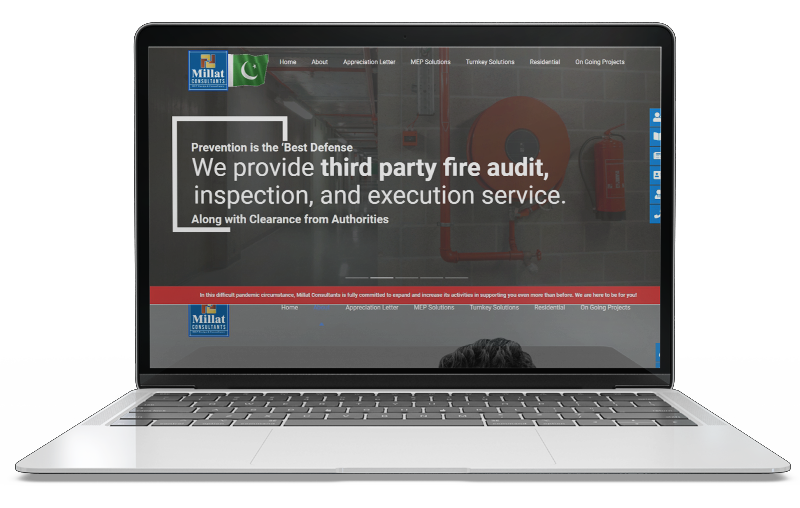 Millat
CONSULTANTS
Home About Appreciation Letter MEP Solutions Turnkey Solutions Residential On Going Projects
Prevention is the 'Best Defense
We provide third party fire audit,
inspection, and execution service.
Along with Clearance from Authorities
In this difficult pandemic circumstance, Millat Consultants is fully committed to expand and increase its activities in supporting you even more than before. We are here to be for you!
Millat
CONSULTANTS
Home Appreciation Letter MEP Solutions Turnkey Solutions Residential On Going Projects